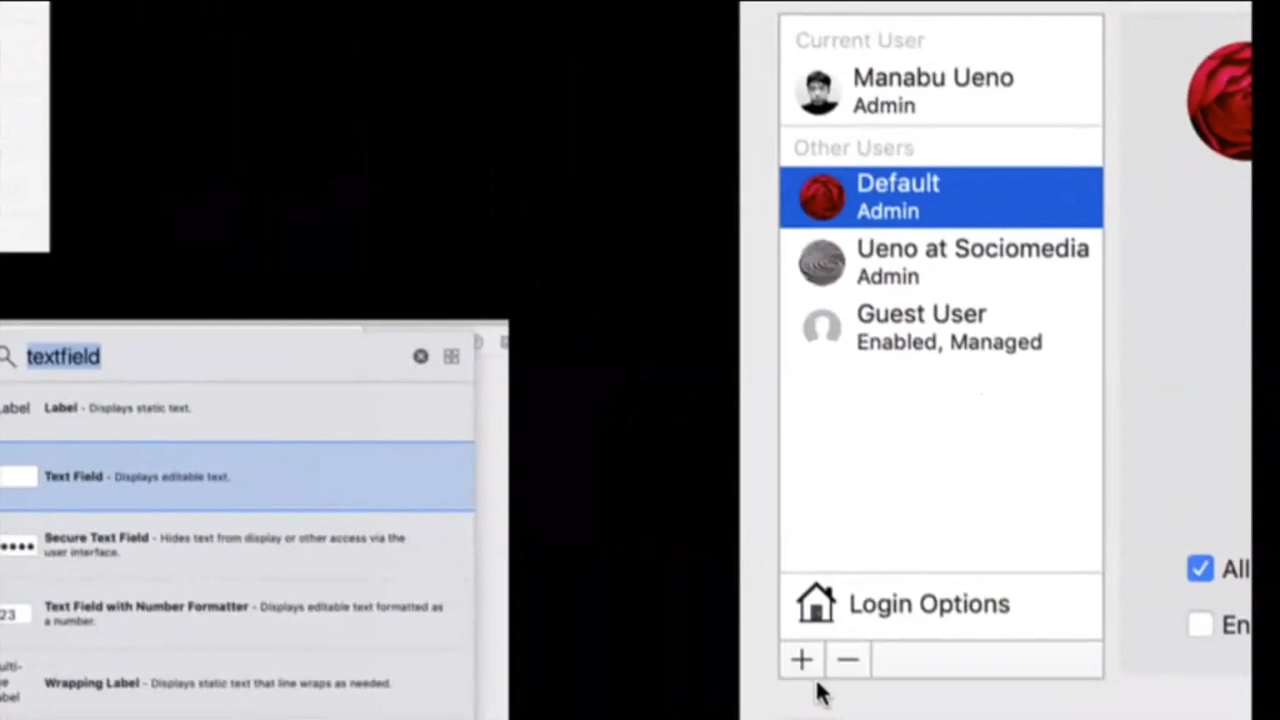 textfield
Label
Label - Displays static text.
Text Field - Displays editable text.
Secure Text Field - Hides text from display or other access via the
user interface.
23
Text Field with Number Formatter - Displays editable text formatted as
a number.
Wrapping Label - Displays static text that line wraps as needed.
Current User
Manabu Ueno
Admin
Other Users
Default
Admin
Ueno at Sociomedia
Admin
Guest User
Enabled, Managed
Login Options
All
En